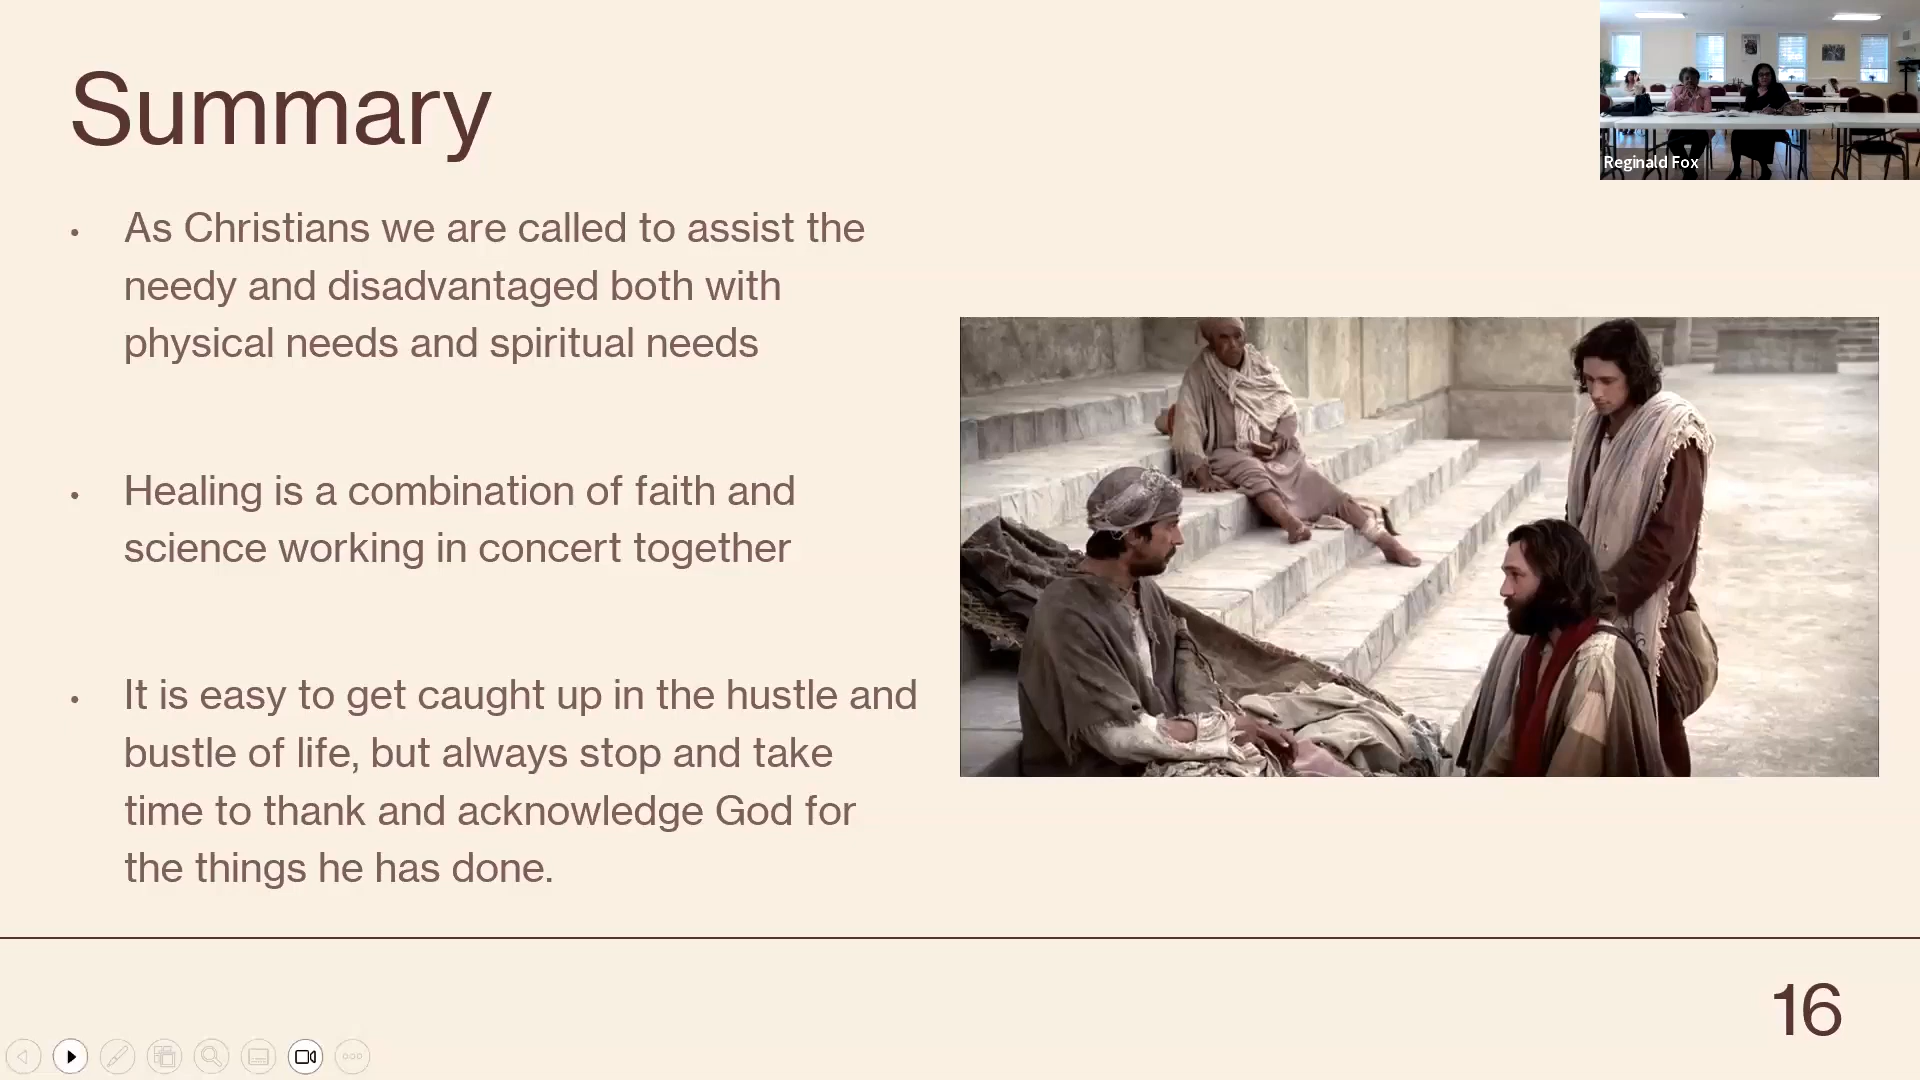 Summary
Reginald Fox
• As Christians we are called to assist the
needy and disadvantaged both with
physical needs and spiritual needs
• Healing is a combination of faith and
science working in concert together
• It is easy to get caught up in the hustle and
bustle of life, but always stop and take
time to thank and acknowledge God for
the things he has done.
16